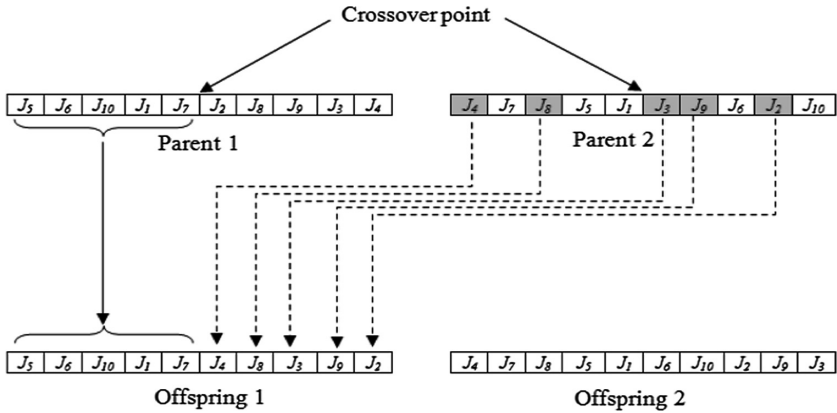 Crossover point
J5 J6 J10 J1 J7 J2 J8 J9 J3 J4
J4 J7 J8 J5 J1 J3 J9 J6 J2 J10
Parent 1
Parent 2
J5 J6 J10 J1 J7 J4 J8 J3 J9 J2
J4 J7 J8 J5 J1 J6 J10 J2 J9 J3
Offspring 1
Offspring 2